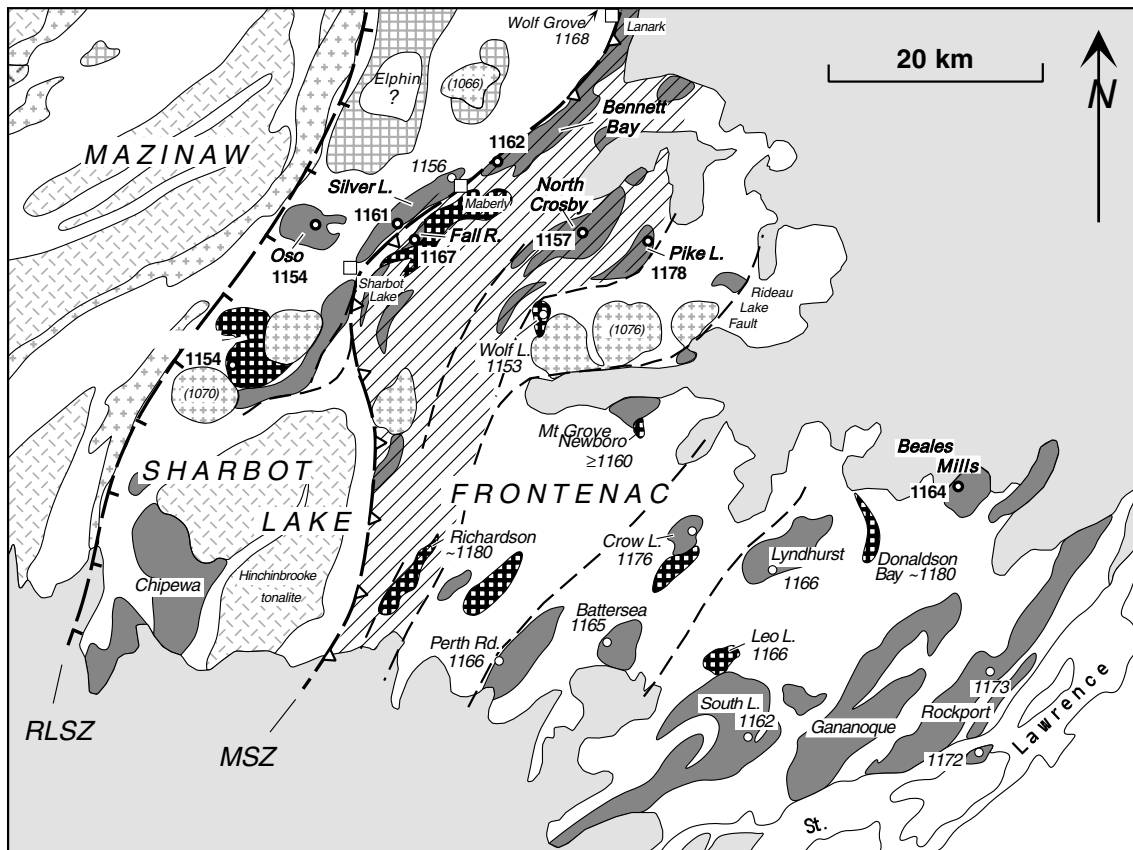 Wolf Grove
1168
Lanark
20 km
N
Elphin
?
(1066)
Bennett
Bay
MAZINAW
1162
1156
Silver L.
Maberly
North
Crosby
1161
Fall R.
1157
Pike L.
1178
1167
Oso
1154
Sharbot
Lake
Rideau
Lake
Fault
1154
(1076)
Wolf L.
1153
(1070)
Mt Grove
Newboro
≥1160
Beales
Mills
1164
SHARBOT
LAKE
FRONTENAC
Richardson
~1180
Crow L.
1176
Lyndhurst
1166
Donaldson
Bay ~1180
Chipewa
Hinchinbrooke
tonalite
Battersea
1165
Perth Rd.
1166
Leo L.
1166
South L.
1162
Gananoque
1173
Rockport
1172
RLSZ
MSZ
St.
Lawrence